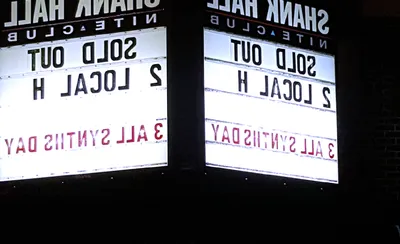 SHANK HALL
NITE CLUB
SOLD OUT
2 LOCAL H
3 ALL SYNTHS DAY
SHANK HALL
NITE CLUB
SOLD OUT
2 LOCAL H
3 ALL SYNTHS DAY